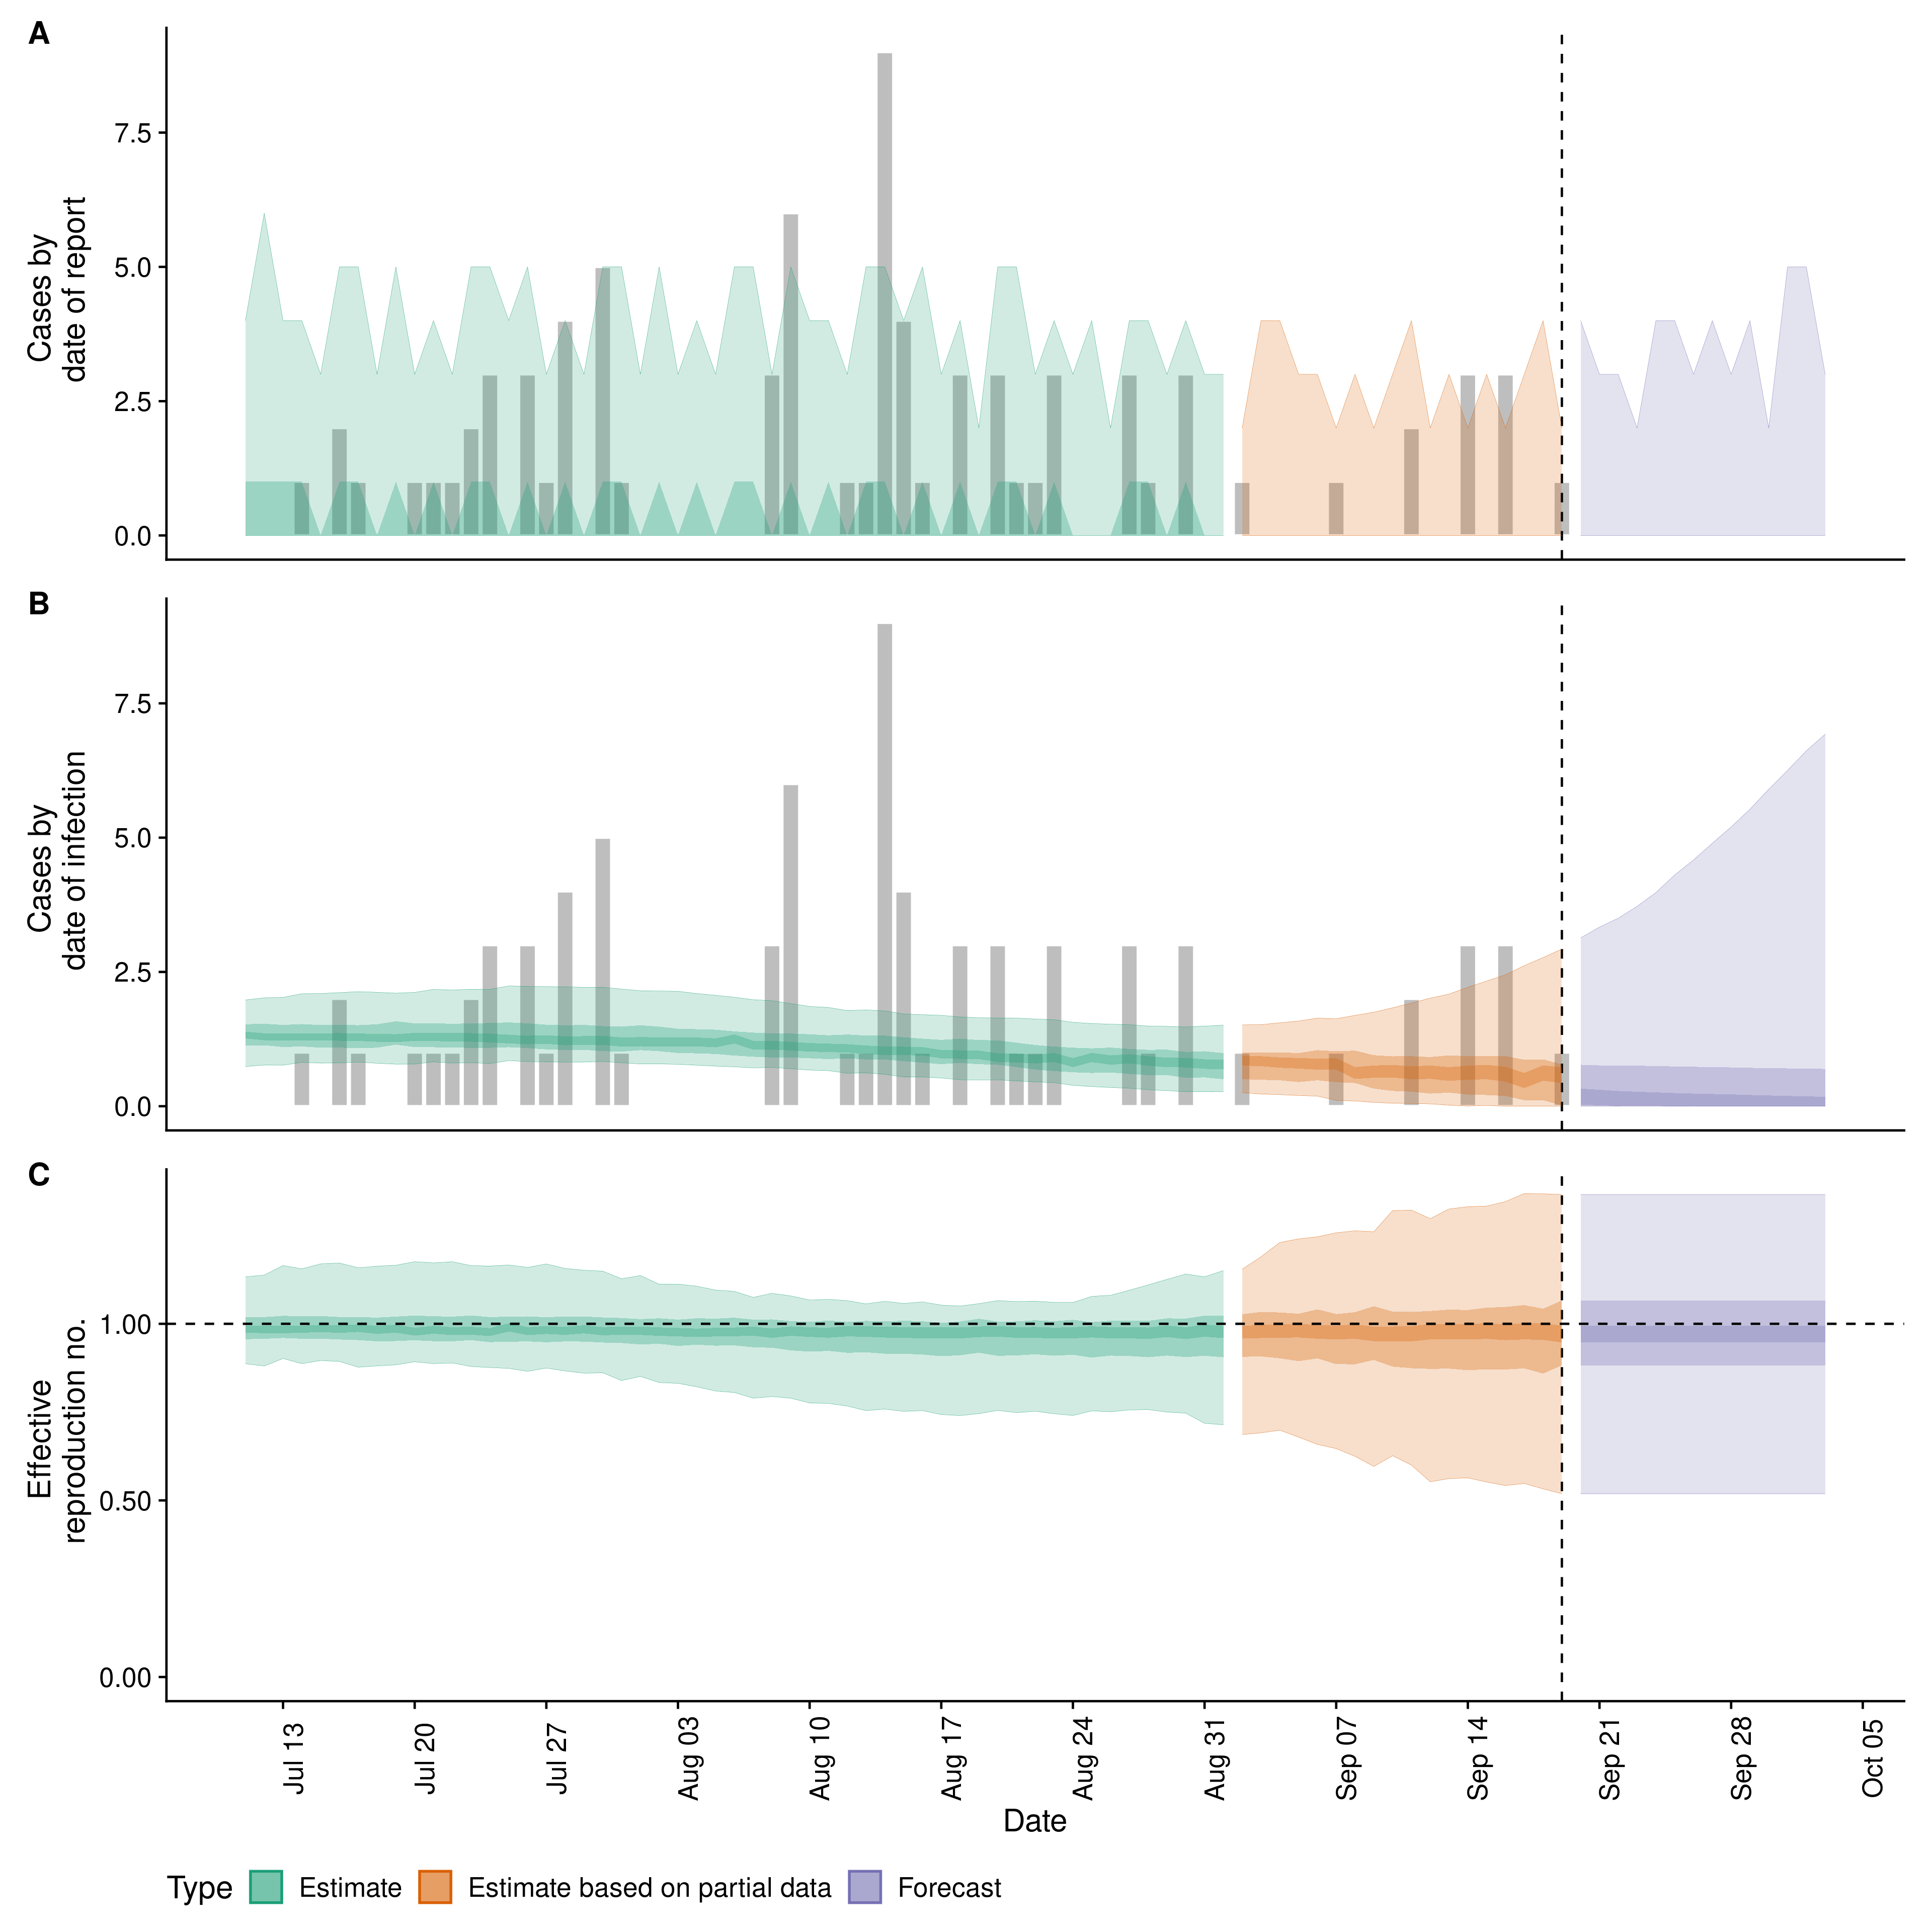 A
Cases by
date of report
7.5
5.0
2.5
0.0
B
Cases by
date of infection
7.5
5.0
2.5
0.0
C
Effective
reproduction no.
1.00
0.50
0.00
Jul 13
Jul 20
Jul 27
Aug 03
Aug 10
Aug 17
Aug 24
Aug 31
Sep 07
Sep 14
Sep 21
Sep 28
Oct 05
Date
Type Estimate Estimate based on partial data Forecast